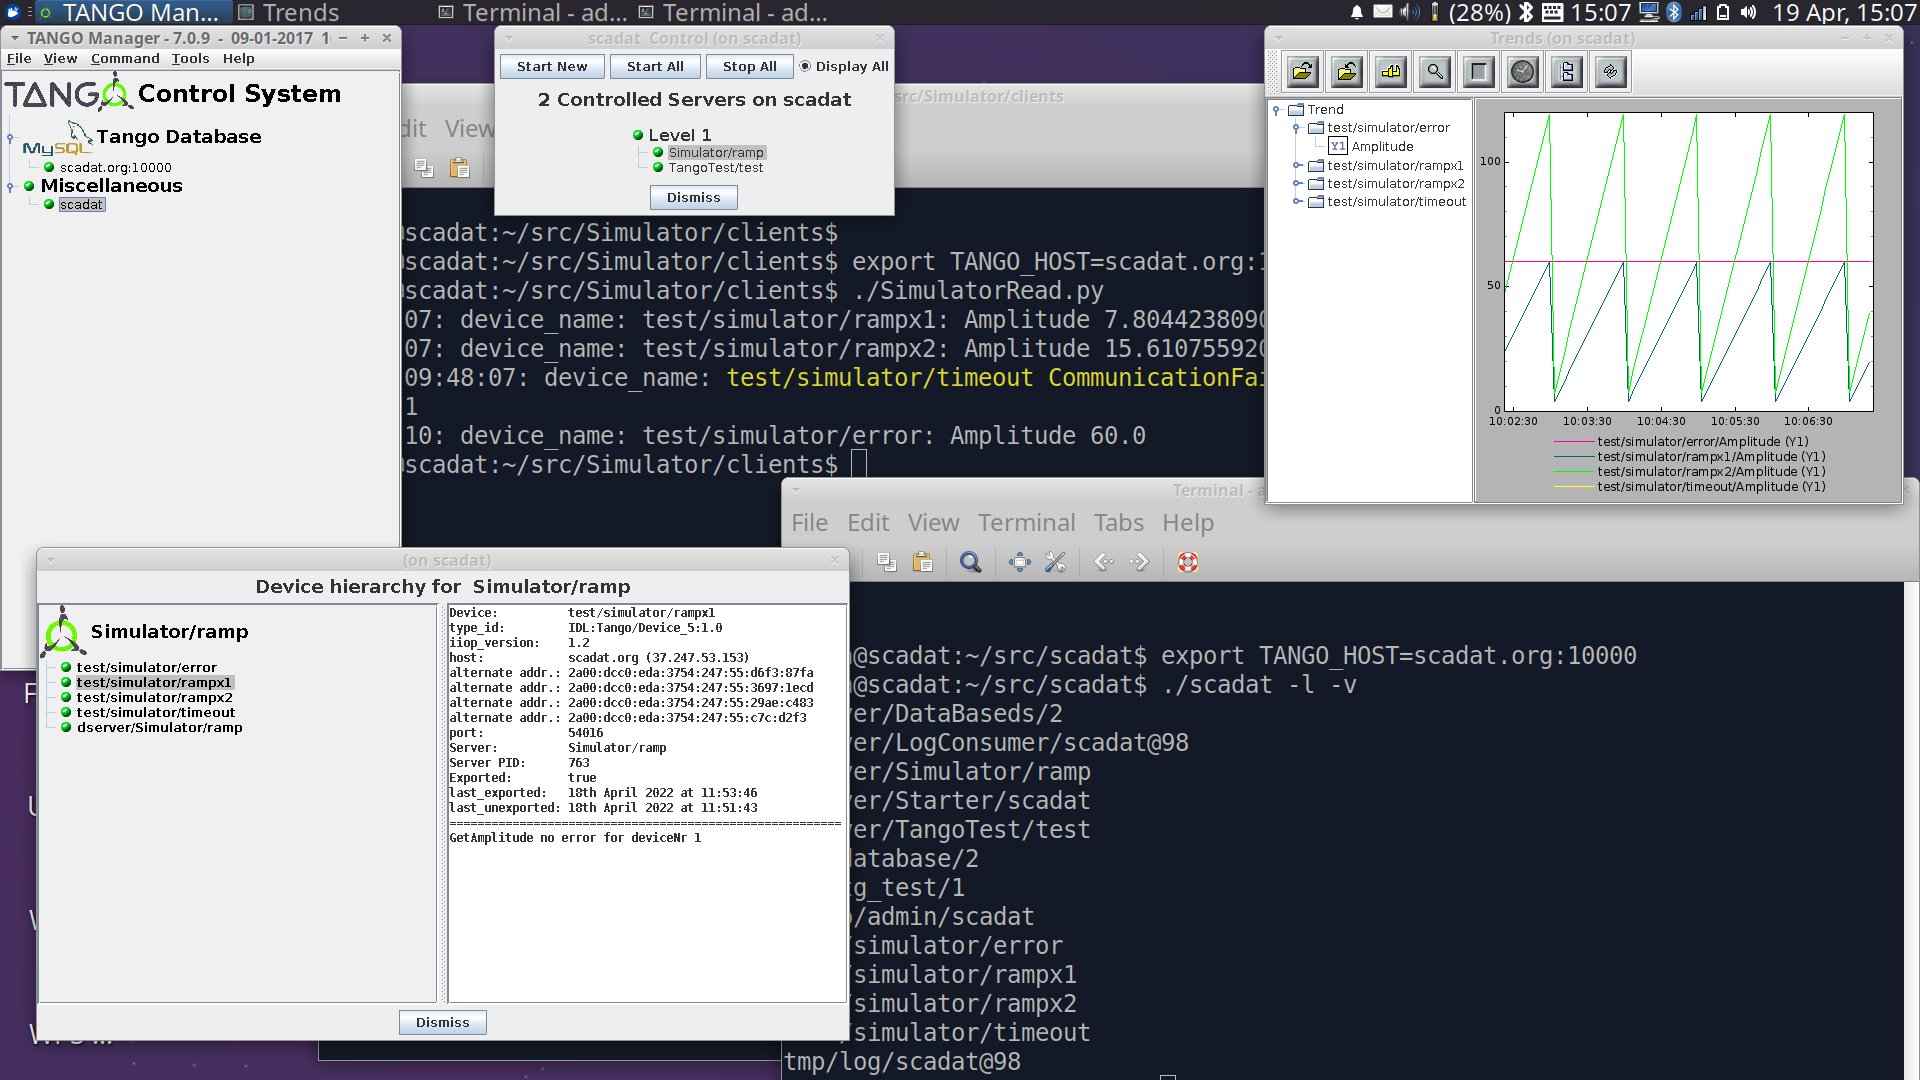 TANGO Man...
Trends
Terminal - ad...
Terminal - ad...
(28%)
15:07
19 Apr, 15:07
TANGO Manager - 7.0.9 - 09-01-2017
File View Command Tools Help
TANGO Control System
MySQL Tango Database
scadat.org:10000
Miscellaneous
scadat
scadat Control (on scadat)
Start New
Start All
Stop All
Display All
2 Controlled Servers on scadat
Level 1
Simulator/ramp
TangoTest/test
Dismiss
src/Simulator/clients
dit View
scadat:~/src/Simulator/clients$
scadat:~/src/Simulator/clients$ export TANGO_HOST=scadat.org:1
scadat:~/src/Simulator/clients$ ./SimulatorRead.py
07: device_name: test/simulator/rampx1: Amplitude 7.8044238090
07: device_name: test/simulator/rampx2: Amplitude 15.610755920
09:48:07: device_name: test/simulator/timeout CommunicationFai
1
10: device_name: test/simulator/error: Amplitude 60.0
scadat:~/src/Simulator/clients$
Trends (on scadat)
Trend
test/simulator/error
Y1 Amplitude
test/simulator/rampx1
test/simulator/rampx2
test/simulator/timeout
100
50
0
10:02:30 10:03:30 10:04:30 10:05:30 10:06:30
test/simulator/error/Amplitude (Y1)
test/simulator/rampx1/Amplitude (Y1)
test/simulator/rampx2/Amplitude (Y1)
test/simulator/timeout/Amplitude (Y1)
Terminal - a
File Edit View Terminal Tabs Help
@scadat:~/src/scadat$ export TANGO_HOST=scadat.org:10000
@scadat:~/src/scadat$ ./scadat -l -v
ver/DataBaseds/2
ver/LogConsumer/scadat@98
ver/Simulator/ramp
ver/Starter/scadat
ver/TangoTest/test
database/2
tg_test/1
/admin/scadat
/simulator/error
/simulator/rampx1
/simulator/rampx2
/simulator/timeout
tmp/log/scadat@98
(on scadat)
Device hierarchy for Simulator/ramp
Simulator/ramp
test/simulator/error
test/simulator/rampx1
test/simulator/rampx2
test/simulator/timeout
dserver/Simulator/ramp
Device: test/simulator/rampx1
type_id: IDL:Tango/Device_5:1.0
iiop_version: 1.2
host: scadat.org (37.247.53.153)
alternate addr.: 2a00:dcc0:eda:3754:247:55:d6f3:87fa
alternate addr.: 2a00:dcc0:eda:3754:247:55:3697:1ecd
alternate addr.: 2a00:dcc0:eda:3754:247:55:29ae:c483
alternate addr.: 2a00:dcc0:eda:3754:247:55:c7c:d2f3
port: 54016
Server: Simulator/ramp
Server PID: 763
Exported: true
last_exported: 18th April 2022 at 11:53:46
last_unexported: 18th April 2022 at 11:51:43
========================================================
GetAmplitude no error for deviceNr 1
Dismiss